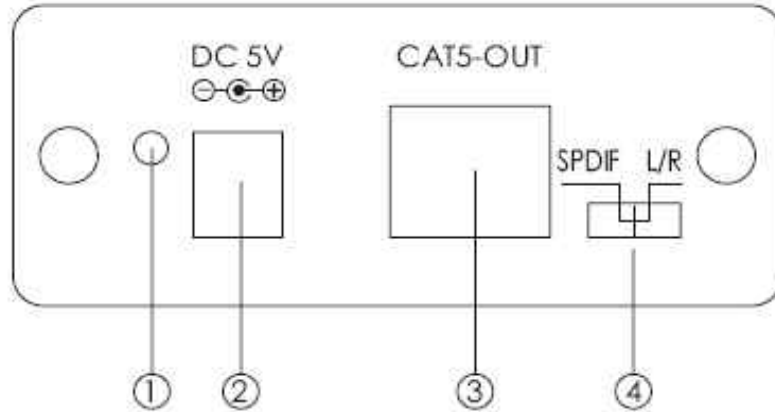 DC 5V CAT5-OUT
SPDIF L/R
① ② ③ ④